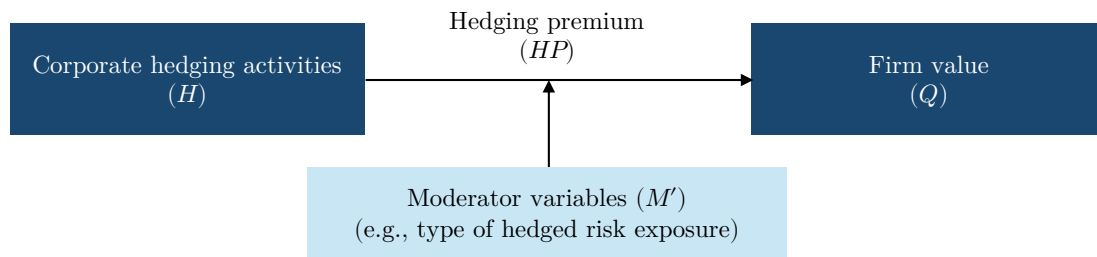 Hedging premium
(HP)
Corporate hedging activities
(H)
Firm value
(Q)
Moderator variables (M′)
(e.g., type of hedged risk exposure)